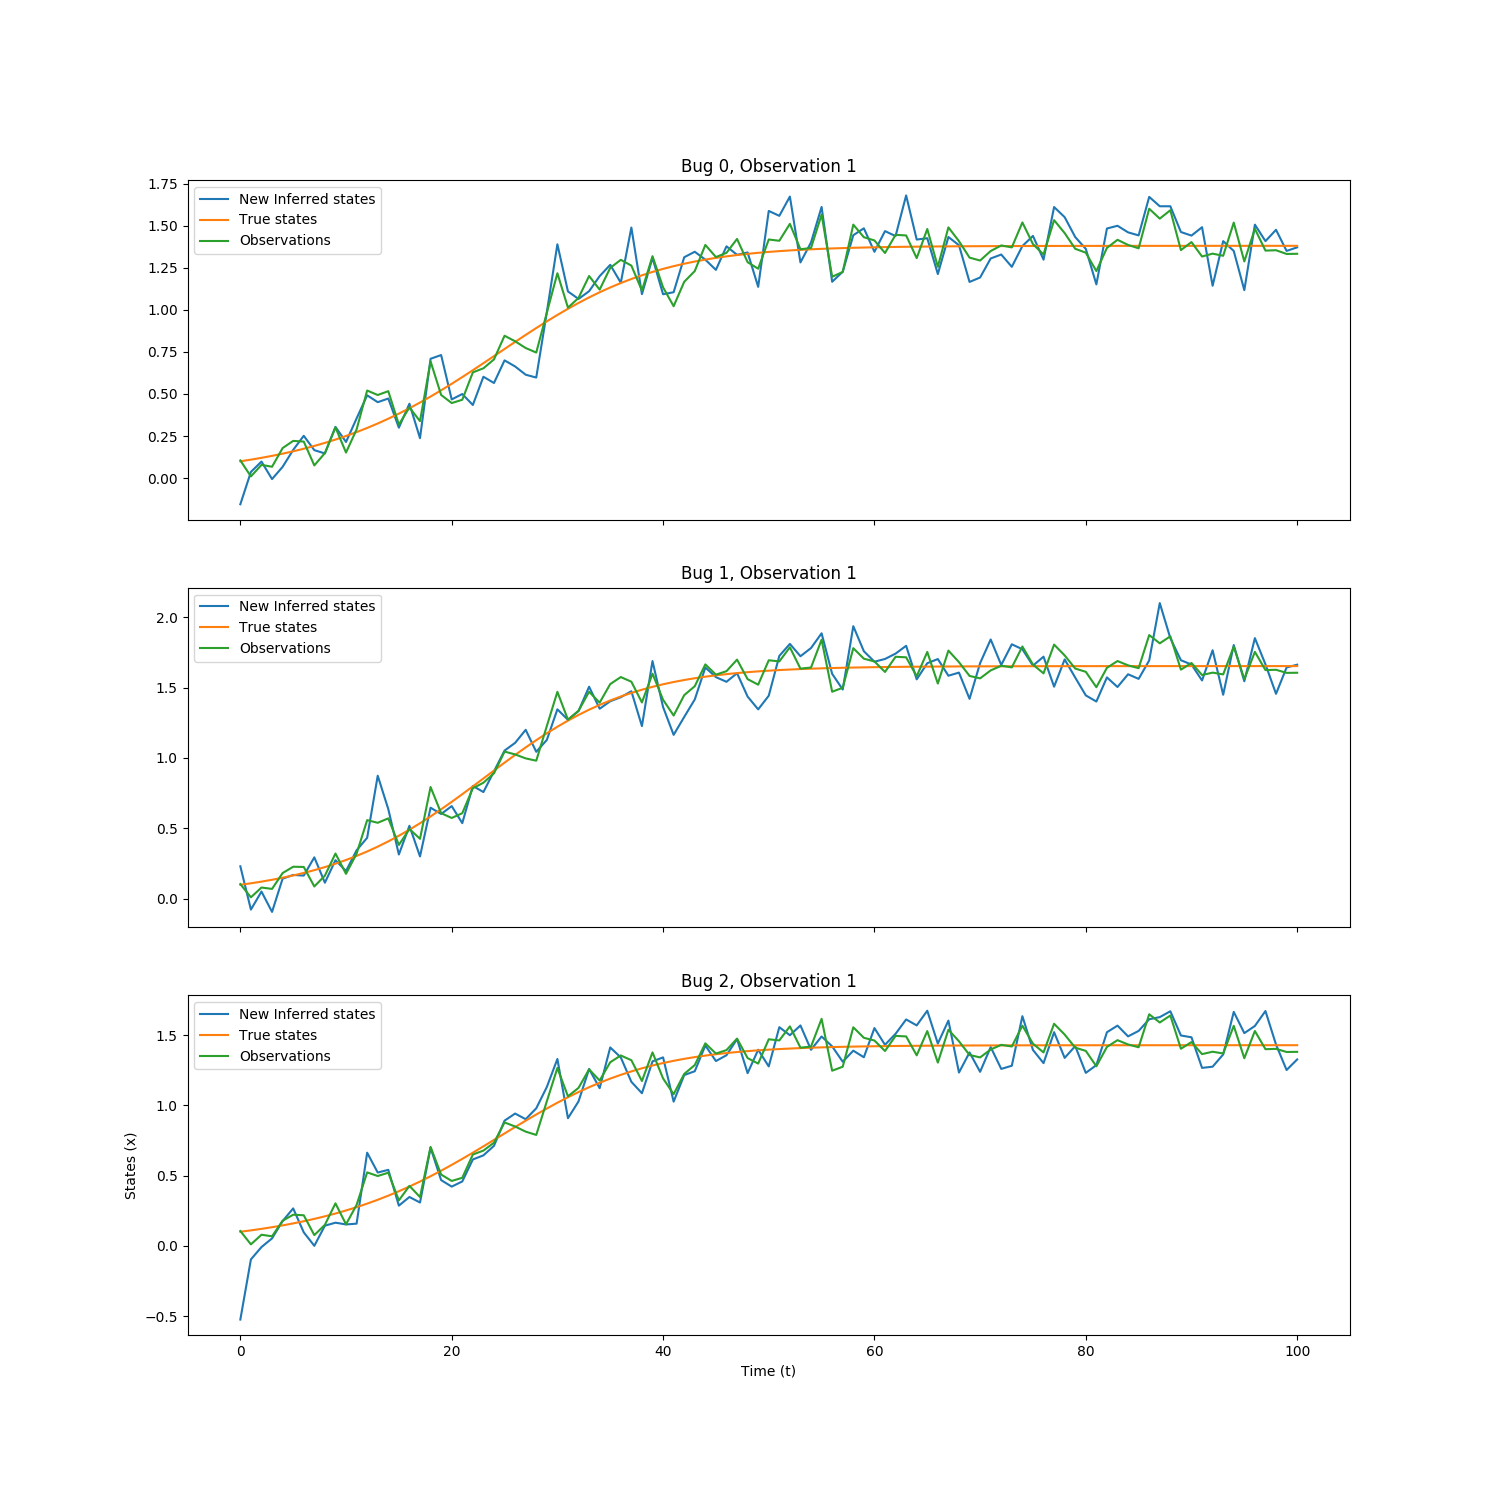 Bug 0, Observation 1
New Inferred states
True states
Observations
1.75
1.50
1.25
1.00
0.75
0.50
0.25
0.00
Bug 1, Observation 1
New Inferred states
True states
Observations
2.0
1.5
1.0
0.5
0.0
Bug 2, Observation 1
New Inferred states
True states
Observations
1.5
1.0
0.5
0.0
−0.5
States (x)
0 20 40 60 80 100
Time (t)